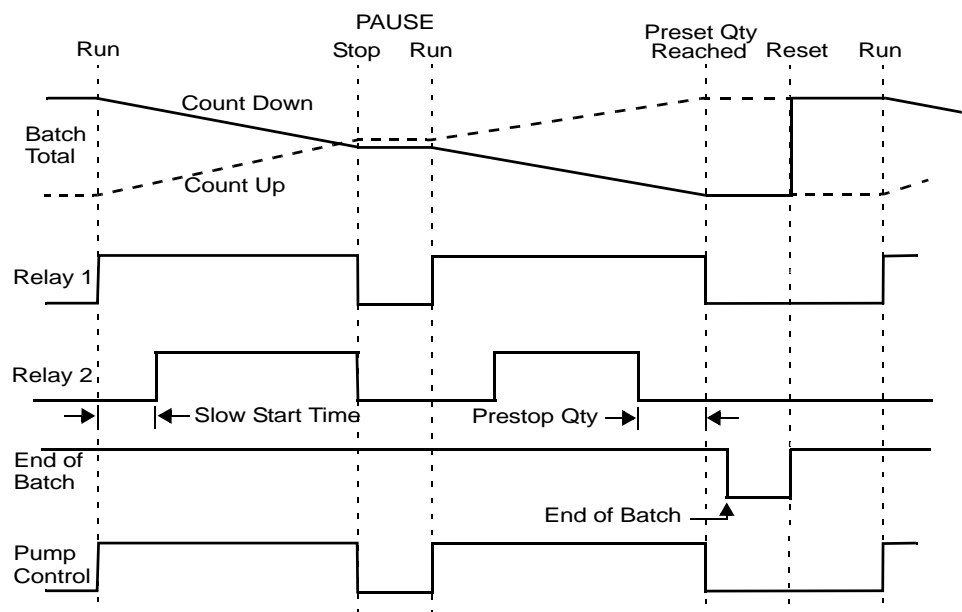 PAUSE
Run
Stop
Run
Preset Qty
Reached
Reset
Run
Count Down
Batch
Total
Count Up
Relay 1
Relay 2
Slow Start Time
Prestop Qty
End of
Batch
End of Batch
Pump
Control